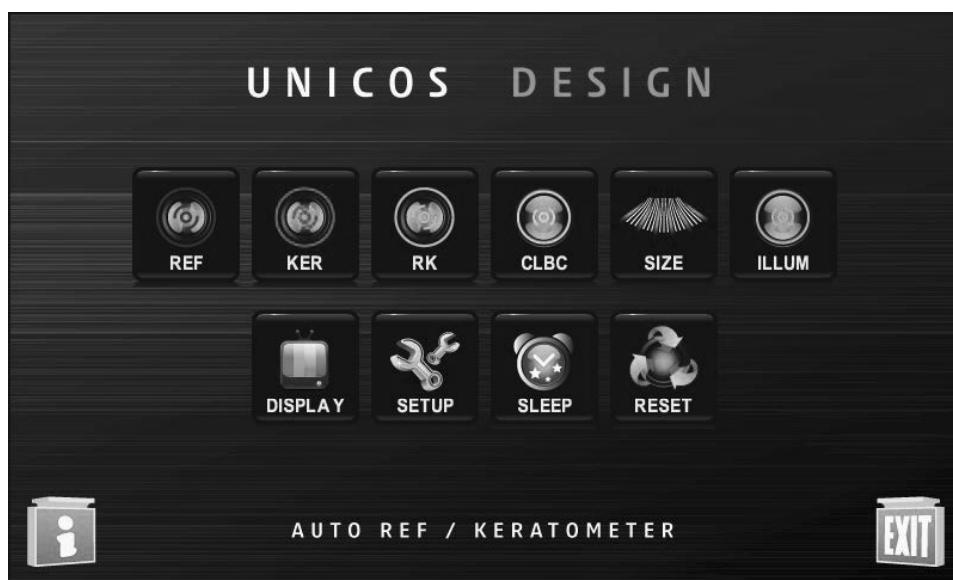 UNICOS DESIGN
REF KER RK CLBC SIZE ILLUM
DISPLAY SETUP SLEEP RESET
i AUTO REF / KERATOMETER EXIT